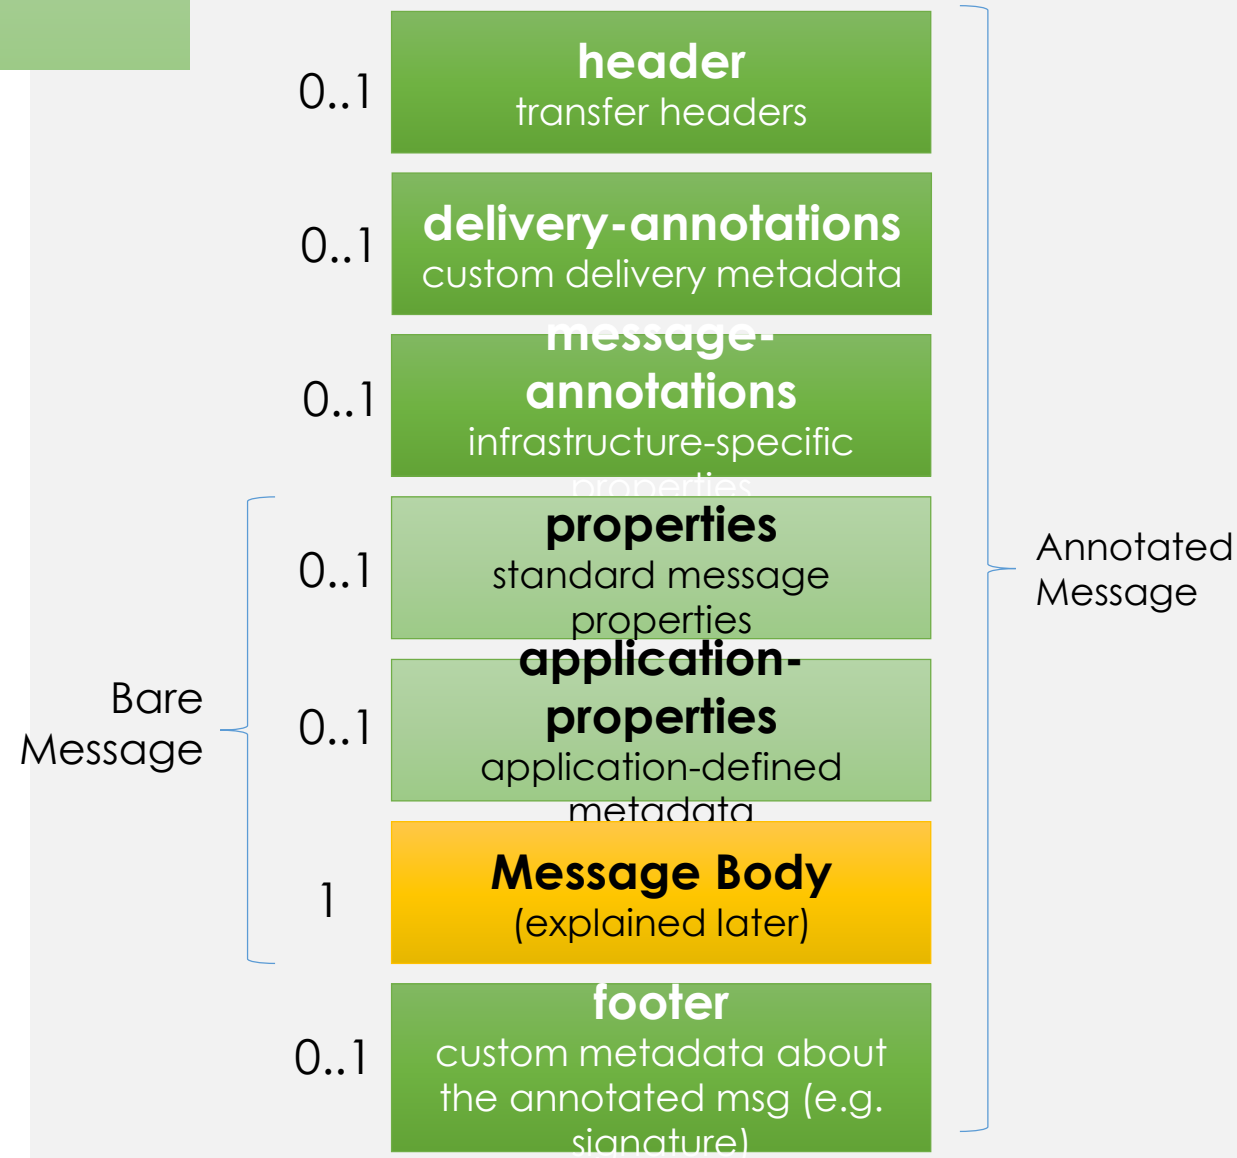 0..1
header
transfer headers
0..1
delivery-annotations
custom delivery metadata
0..1
message-
annotations
infrastructure-specific
properties
0..1
properties
standard message
properties
Annotated
Message
Bare
Message
0..1
application-
properties
application-defined
metadata
1
Message Body
(explained later)
0..1
footer
custom metadata about
the annotated msg (e.g.
signature)